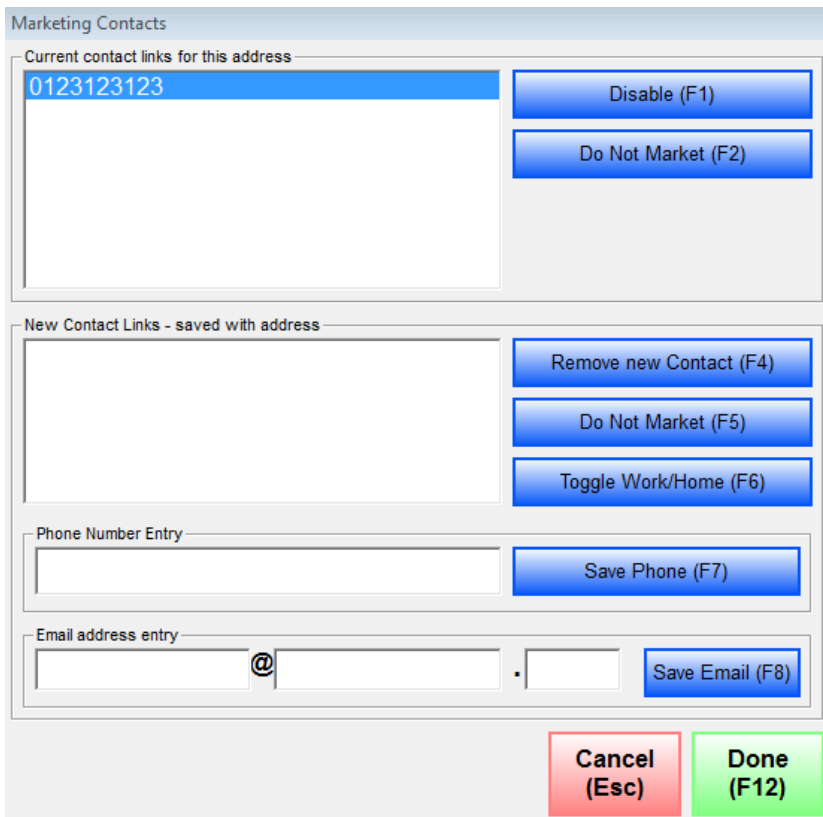 Marketing Contacts
Current contact links for this address
0123123123
Disable (F1)
Do Not Market (F2)
New Contact Links - saved with address
Remove new Contact (F4)
Do Not Market (F5)
Toggle Work/Home (F6)
Phone Number Entry
Save Phone (F7)
Email address entry
@ . Save Email (F8)
Cancel
(Esc)
Done
(F12)